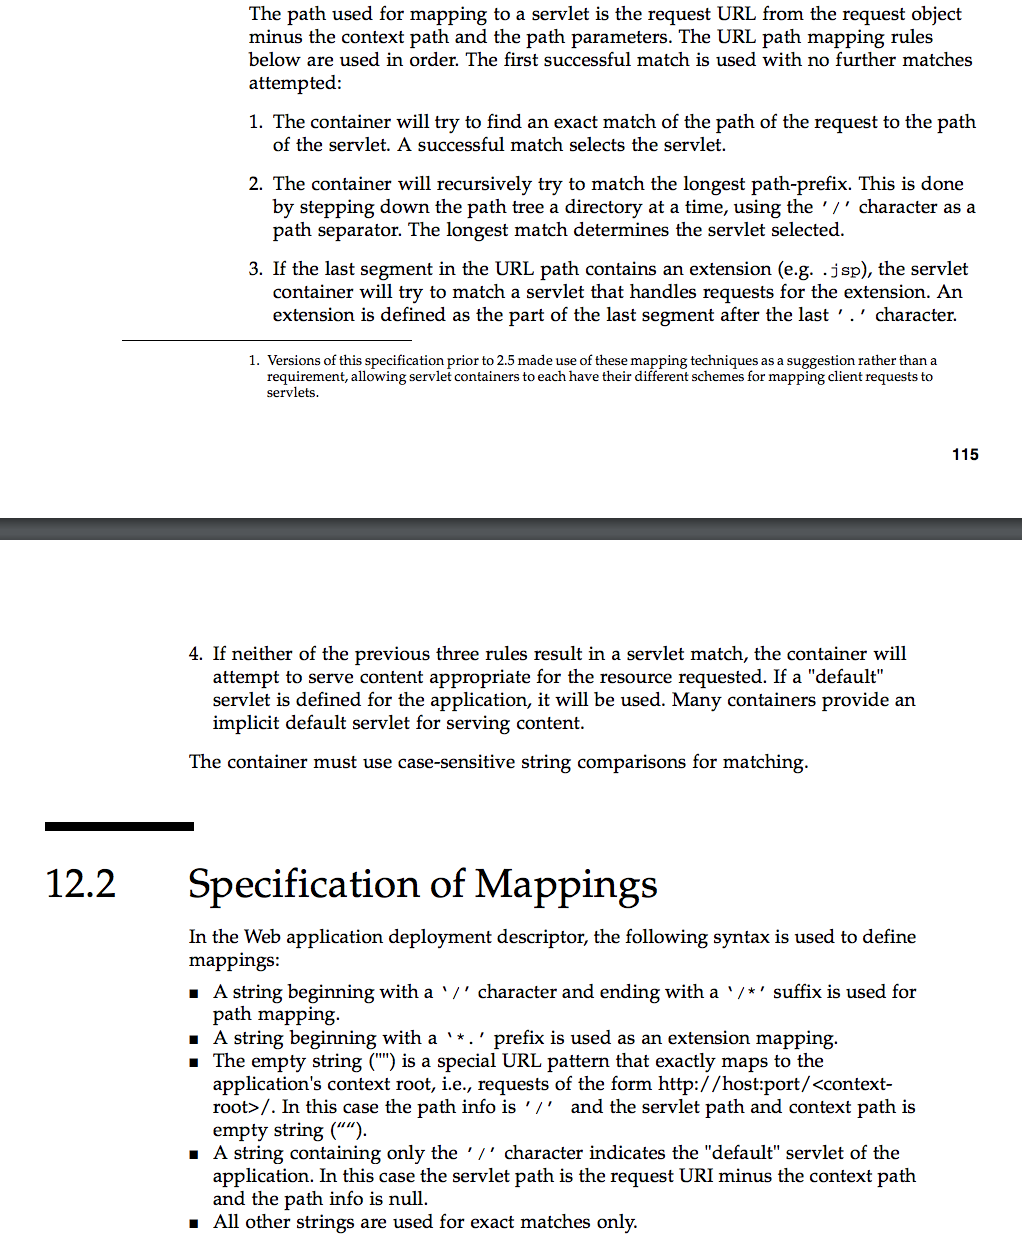 The path used for mapping to a servlet is the request URL from the request object
minus the context path and the path parameters. The URL path mapping rules
below are used in order. The first successful match is used with no further matches
attempted:
1. The container will try to find an exact match of the path of the request to the path
of the servlet. A successful match selects the servlet.
2. The container will recursively try to match the longest path-prefix. This is done
by stepping down the path tree a directory at a time, using the ’/’ character as a
path separator. The longest match determines the servlet selected.
3. If the last segment in the URL path contains an extension (e.g. .jsp), the servlet
container will try to match a servlet that handles requests for the extension. An
extension is defined as the part of the last segment after the last ’.’ character.
1. Versions of this specification prior to 2.5 made use of these mapping techniques as a suggestion rather than a
requirement, allowing servlet containers to each have their different schemes for mapping client requests to
servlets.
115
4. If neither of the previous three rules result in a servlet match, the container will
attempt to serve content appropriate for the resource requested. If a "default"
servlet is defined for the application, it will be used. Many containers provide an
implicit default servlet for serving content.
The container must use case-sensitive string comparisons for matching.
12.2 Specification of Mappings
In the Web application deployment descriptor, the following syntax is used to define
mappings:
■ A string beginning with a ‘/’ character and ending with a ‘/*’ suffix is used for
path mapping.
■ A string beginning with a ‘*.’ prefix is used as an extension mapping.
■ The empty string ("") is a special URL pattern that exactly maps to the
application's context root, i.e., requests of the form http://host:port/<context-
root>/. In this case the path info is ’/’ and the servlet path and context path is
empty string (““).
■ A string containing only the ’/’ character indicates the "default" servlet of the
application. In this case the servlet path is the request URI minus the context path
and the path info is null.
■ All other strings are used for exact matches only.